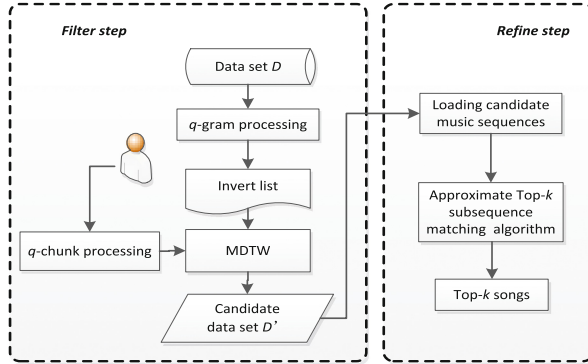 Filter step
Data set D
q-gram processing
Invert list
q-chunk processing
MDTW
Candidate
data set D’
Refine step
Loading candidate
music sequences
Approximate Top-k
subsequence
matching algorithm
Top-k songs